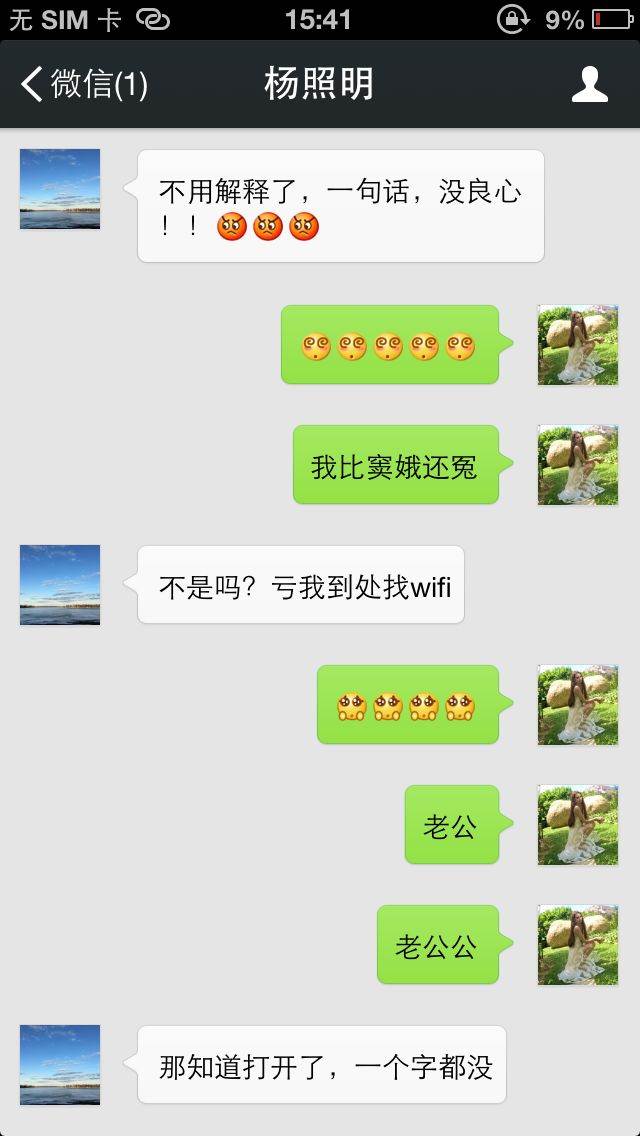 无 SIM 卡
15:41
9%
微信(1)
杨照明
不用解释了，一句话，没良心
！！
我比窦娥还冤
不是吗？亏我到处找wifi
老公
老公公
那知道打开了，一个字都没